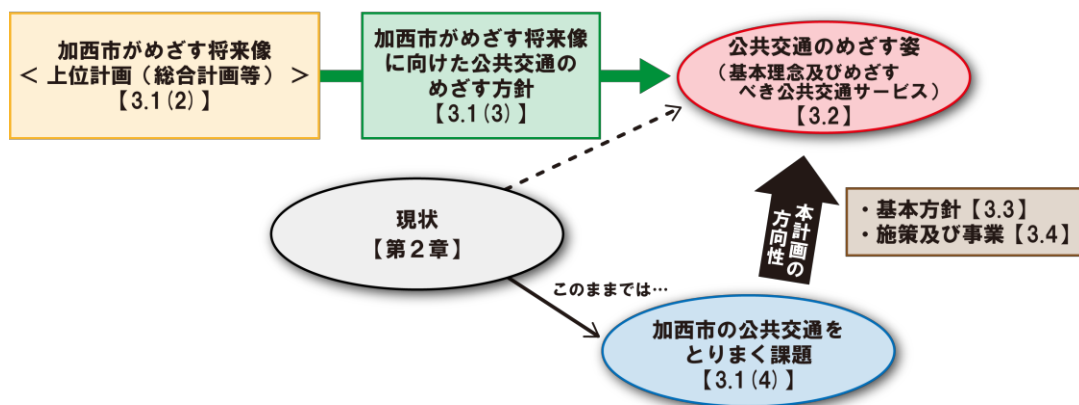 加西市がめざす将来像
< 上位計画（総合計画等） >
【3.1(2)】
加西市がめざす将来像
に向けた公共交通の
めざす方針
【3.1(3)】
公共交通のめざす姿
（基本理念及びめざす
べき公共交通サービス）
【3.2】
現状
【第２章】
本計画の
方向性
・基本方針【3.3】
・施策及び事業【3.4】
このままでは…
加西市の公共交通を
とりまく課題
【3.1(4)】